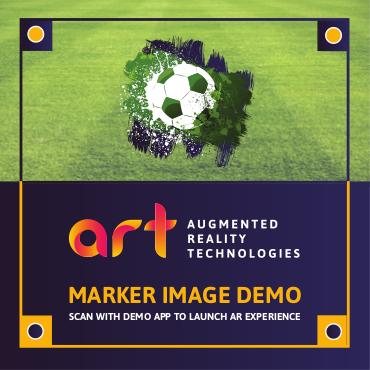 art
AUGMENTED
REALITY
TECHNOLOGIES
MARKER IMAGE DEMO
SCAN WITH DEMO APP TO LAUNCH AR EXPERIENCE